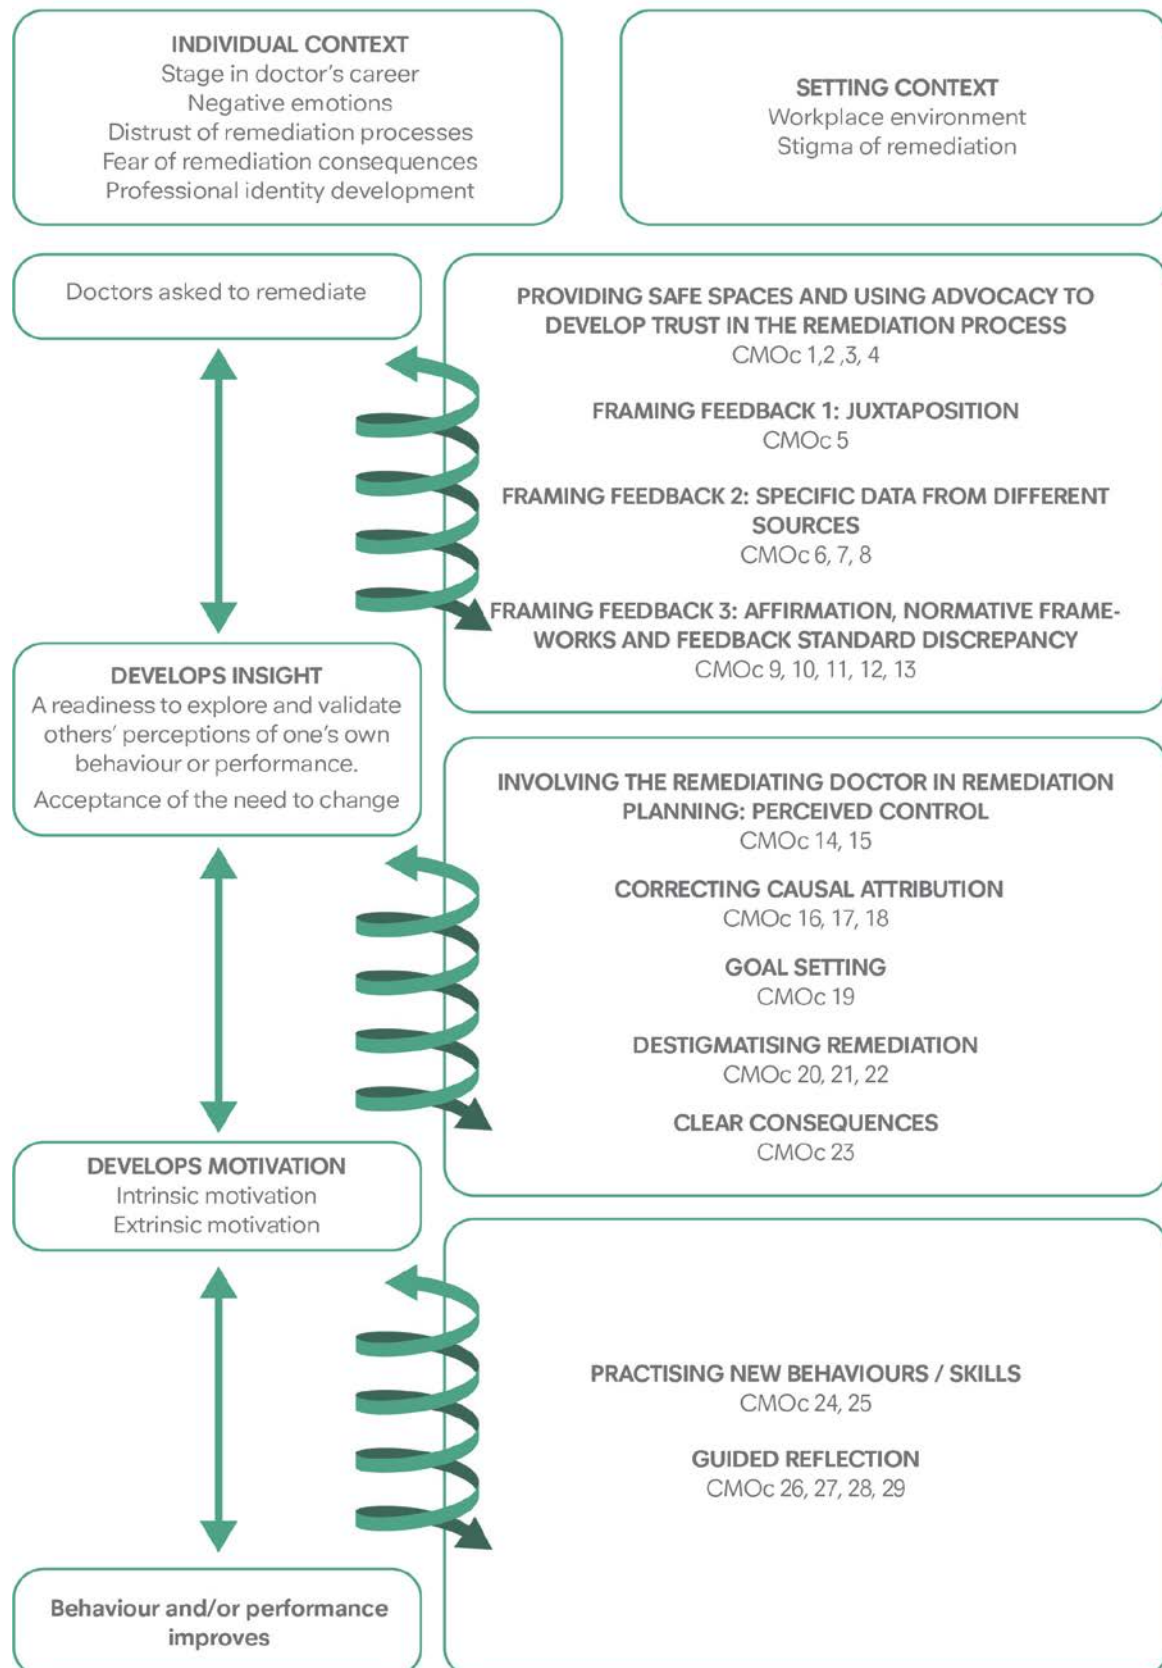 INDIVIDUAL CONTEXT
Stage in doctor's career
Negative emotions
Distrust of remediation processes
Fear of remediation consequences
Professional identity development
SETTING CONTEXT
Workplace environment
Stigma of remediation
Doctors asked to remediate
PROVIDING SAFE SPACES AND USING ADVOCACY TO
DEVELOP TRUST IN THE REMEDIATION PROCESS
CMOc 1,2 ,3, 4
FRAMING FEEDBACK 1: JUXTAPOSITION
CMOc 5
FRAMING FEEDBACK 2: SPECIFIC DATA FROM DIFFERENT
SOURCES
CMOc 6, 7, 8
FRAMING FEEDBACK 3: AFFIRMATION, NORMATIVE FRAME-
WORKS AND FEEDBACK STANDARD DISCREPANCY
CMOc 9, 10, 11, 12, 13
DEVELOPS INSIGHT
A readiness to explore and validate
others' perceptions of one's own
behaviour or performance.
Acceptance of the need to change
INVOLVING THE REMEDIATING DOCTOR IN REMEDIATION
PLANNING: PERCEIVED CONTROL
CMOc 14, 15
CORRECTING CAUSAL ATTRIBUTION
CMOc 16, 17, 18
GOAL SETTING
CMOc 19
DESTIGMATISING REMEDIATION
CMOc 20, 21, 22
CLEAR CONSEQUENCES
CMOc 23
DEVELOPS MOTIVATION
Intrinsic motivation
Extrinsic motivation
PRACTISING NEW BEHAVIOURS / SKILLS
CMOc 24, 25
GUIDED REFLECTION
CMOc 26, 27, 28, 29
Behaviour and/or performance
improves